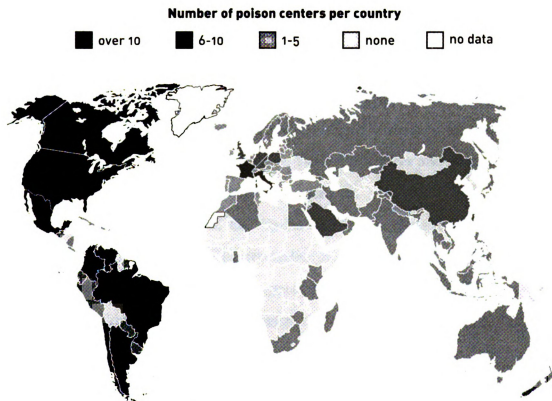 Number of poison centers per country
over 10 6-10 1-5 none no data